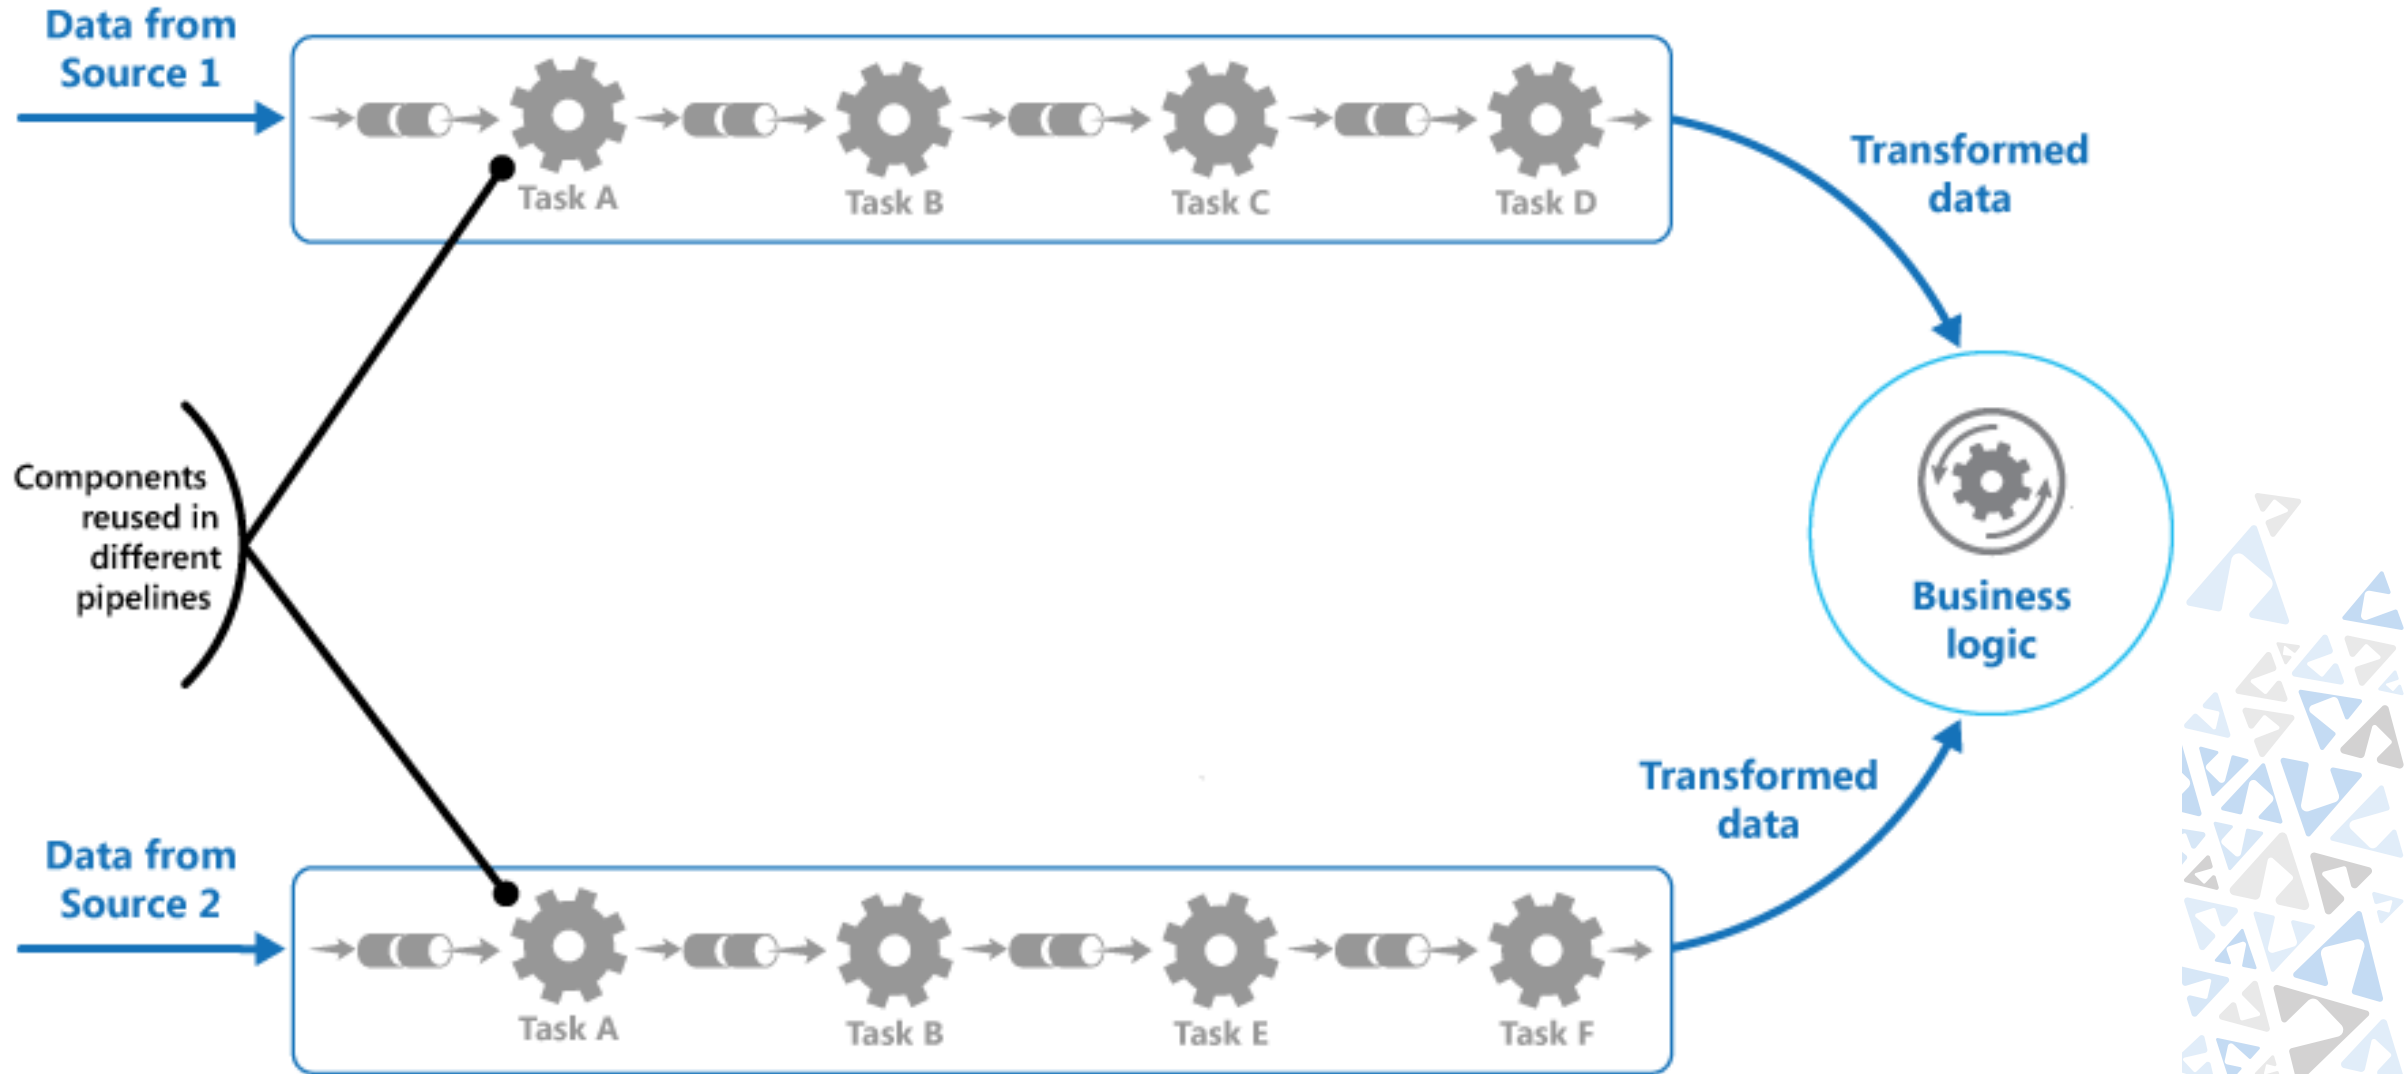 Data from
Source 1
Task A
Task B
Task C
Task D
Transformed
data
Components
reused in
different
pipelines
Business
logic
Transformed
data
Data from
Source 2
Task A
Task B
Task E
Task F